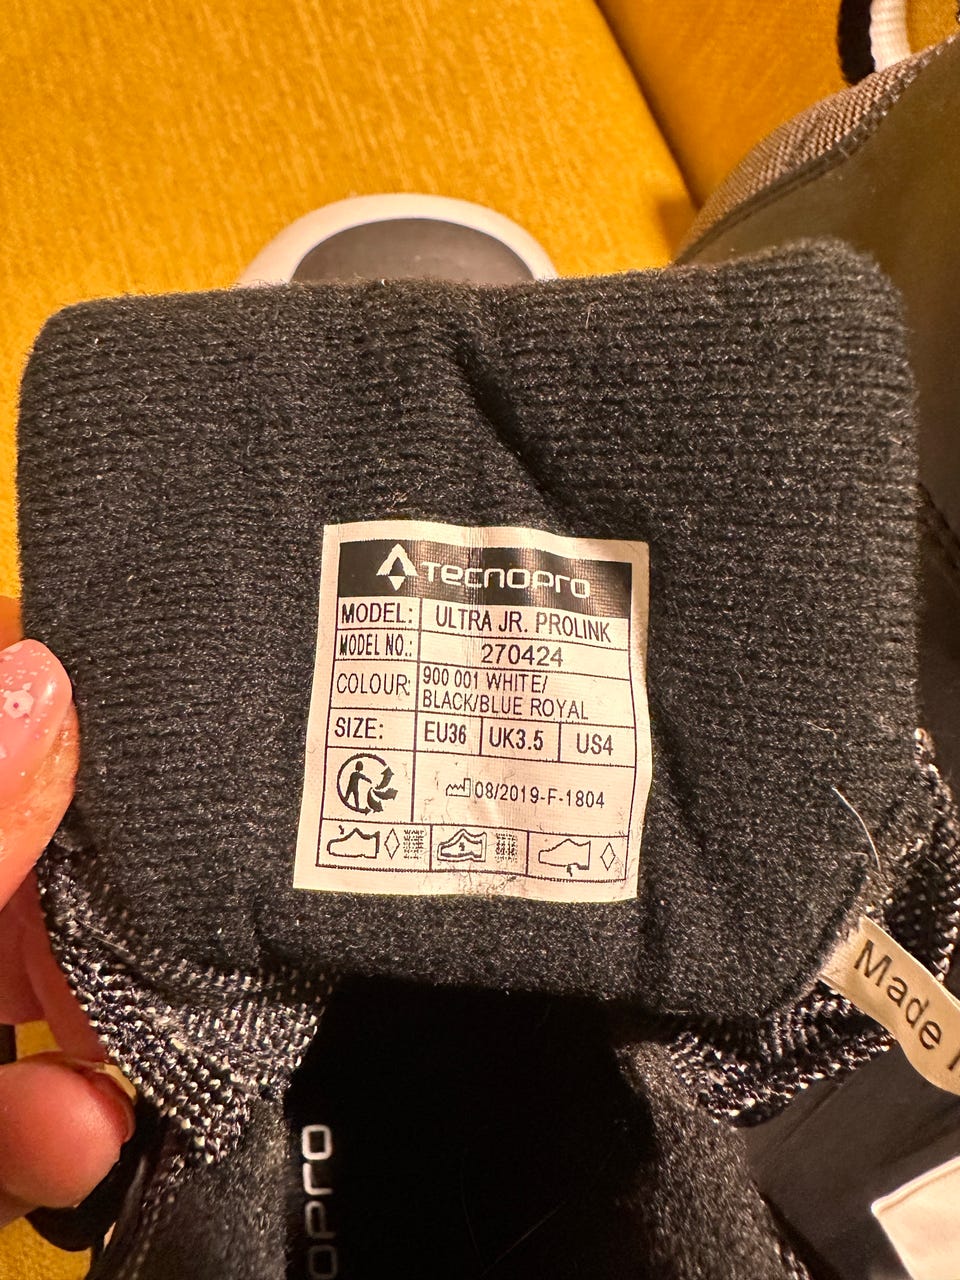 TECNOPRO
MODEL: ULTRA JR. PROLINK
MODEL NO.: 270424
COLOUR: 900 001 WHITE/
BLACK/BLUE ROYAL
SIZE: EU36 UK3.5 US4
08/2019-F-1804
Made
opro